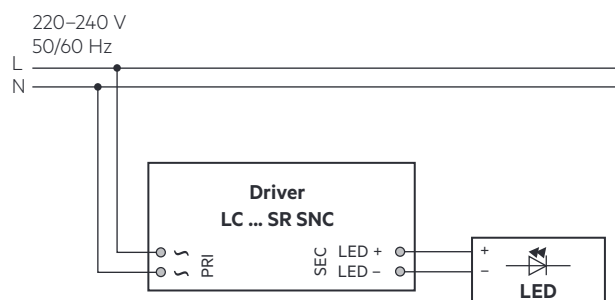 220–240 V
50/60 Hz
L
N
Driver
LC ... SR SNC
~ PRI SEC LED + +
~ LED – –
LED